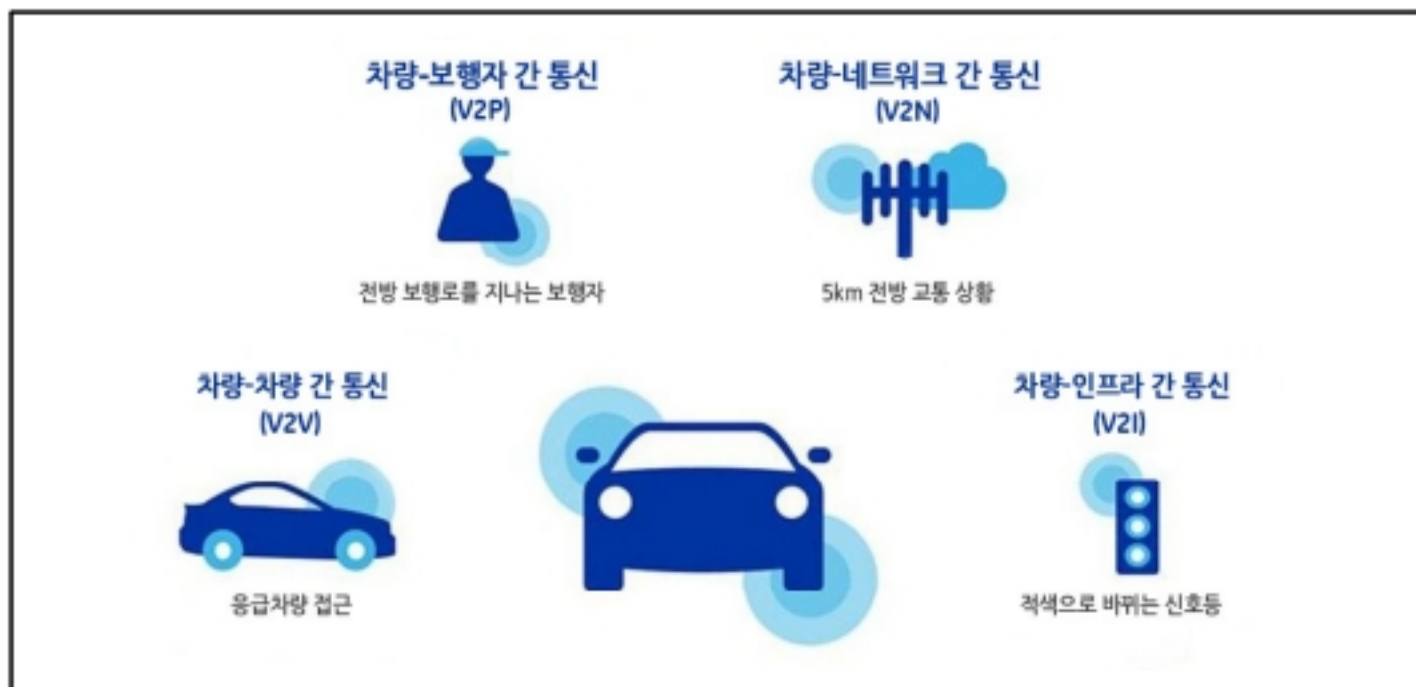 차량-보행자 간 통신
(V2P)
전방 보행로를 지나는 보행자
차량-네트워크 간 통신
(V2N)
5km 전방 교통 상황
차량-차량 간 통신
(V2V)
응급차량 접근
차량-인프라 간 통신
(V2I)
적색으로 바뀌는 신호등